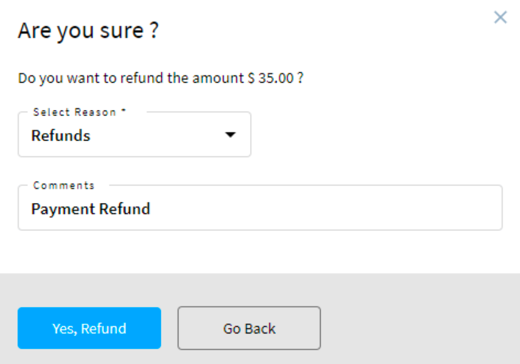 Are you sure ?
Do you want to refund the amount $ 35.00 ?
Select Reason *
Refunds
Comments
Payment Refund
Yes, Refund
Go Back